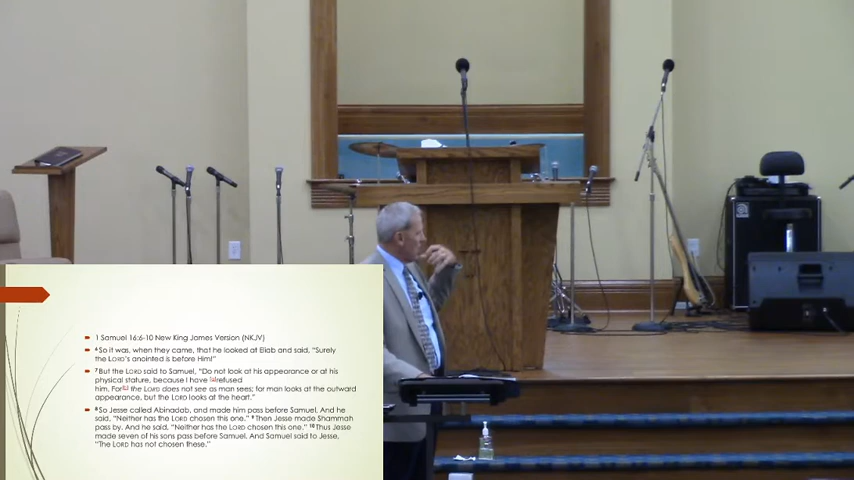 1 Samuel 16:6-10 New King James Version (NKJV)
6 So it was, when they came, that he looked at Eliab and said, “Surely
the LORD’s anointed is before Him!”
7 But the LORD said to Samuel, “Do not look at his appearance or at his
physical stature, because I have [a]refused
him. For[b] the Lord does not see as man sees; for man looks at the outward
appearance, but the LORD looks at the heart.”
8 So Jesse called Abinadab, and made him pass before Samuel. And he
said, “Neither has the LORD chosen this one.” 9 Then Jesse made Shammah
pass by. And he said, “Neither has the LORD chosen this one.” 10 Thus Jesse
made seven of his sons pass before Samuel. And Samuel said to Jesse,
“The LORD has not chosen these.”